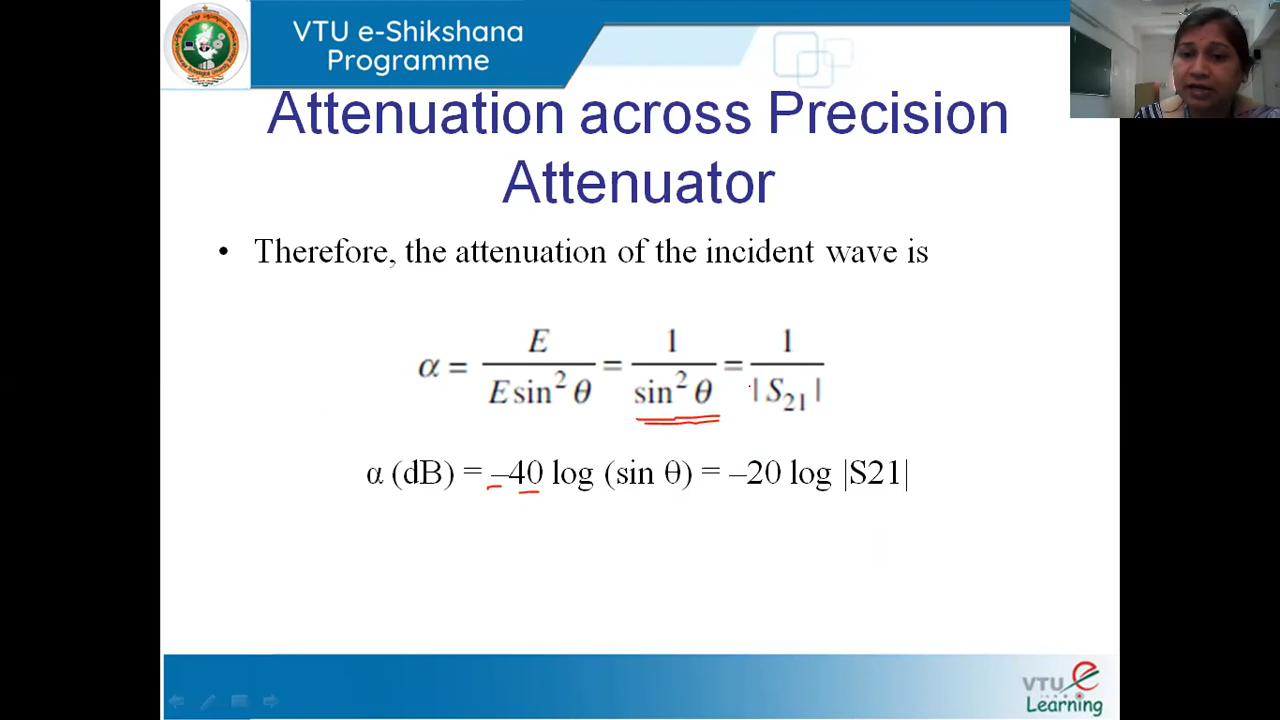 VTU e-Shikshana
Programme
Attenuation across Precision
Attenuator
• Therefore, the attenuation of the incident wave is
α = E / E sin² θ = 1 / sin² θ = 1 / |S₂₁|
α (dB) = –40 log (sin θ) = –20 log |S21|
VTU e
Learning